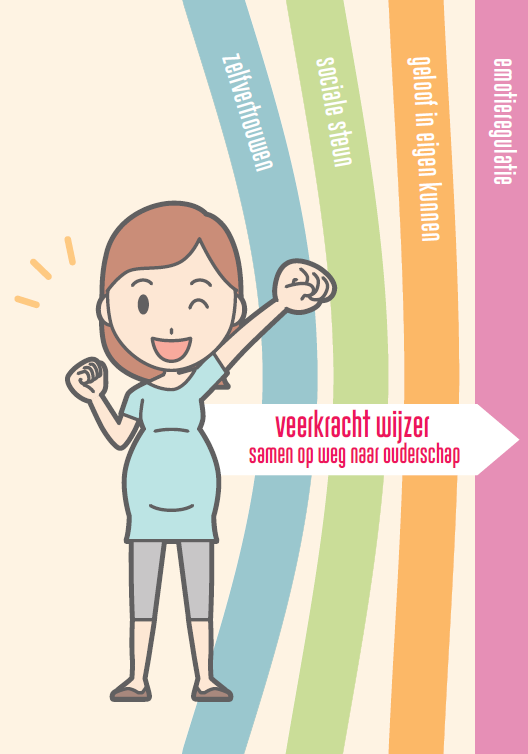 zelfvertrouwen
sociale steun
geloof in eigen kunnen
emotieregulatie
veerkracht wijzer
samen op weg naar ouderschap